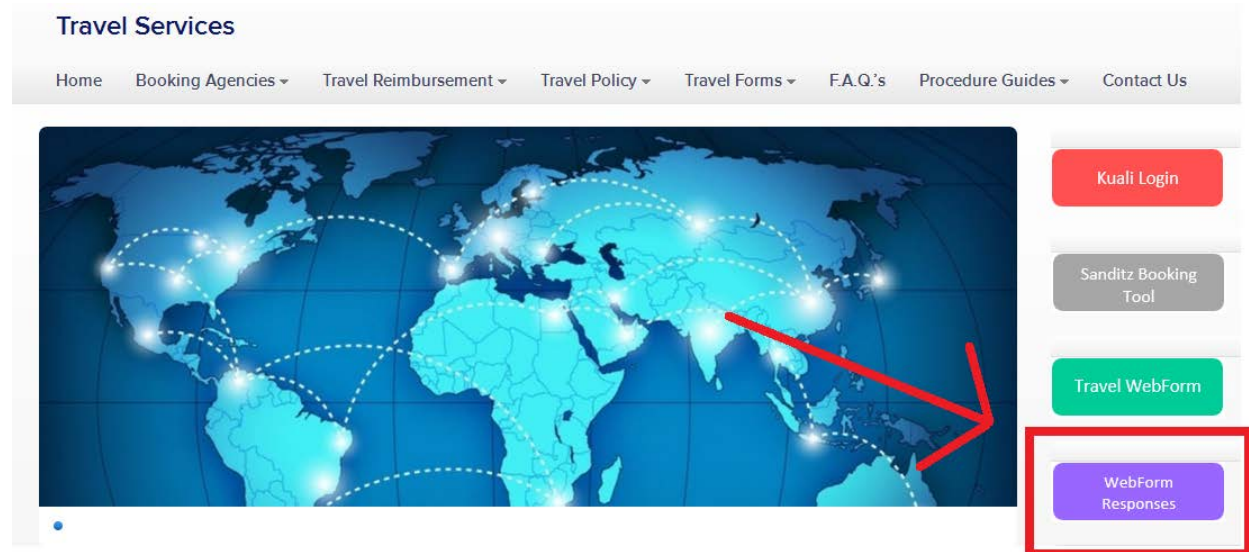 Travel Services
Home Booking Agencies Travel Reimbursement Travel Policy Travel Forms F.A.Q.'s Procedure Guides Contact Us
Kuali Login
Sanditz Booking
Tool
Travel WebForm
WebForm
Responses